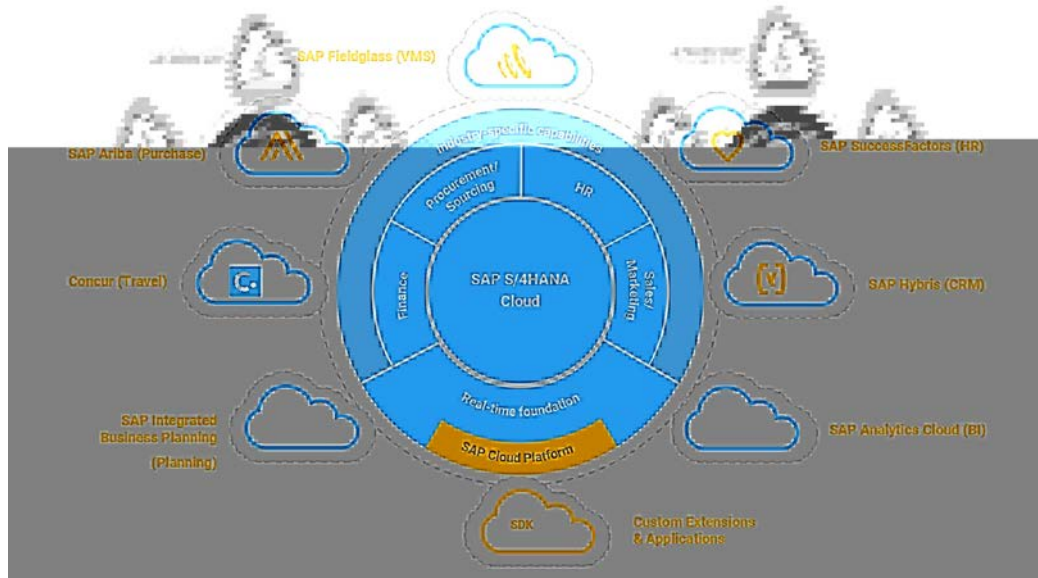 SAP Fieldglass (VMS)
SAP Ariba (Purchase)
SAP SuccessFactors (HR)
Industry-specific capabilities
Procurement/
Sourcing
HR
Concur (Travel)
C.
Finance
SAP S/4HANA
Cloud
Sales/
Marketing
SAP Hybris (CRM)
Real-time foundation
SAP Cloud Platform
SAP Integrated
Business Planning
(Planning)
SAP Analytics Cloud (BI)
SDK
Custom Extensions
& Applications